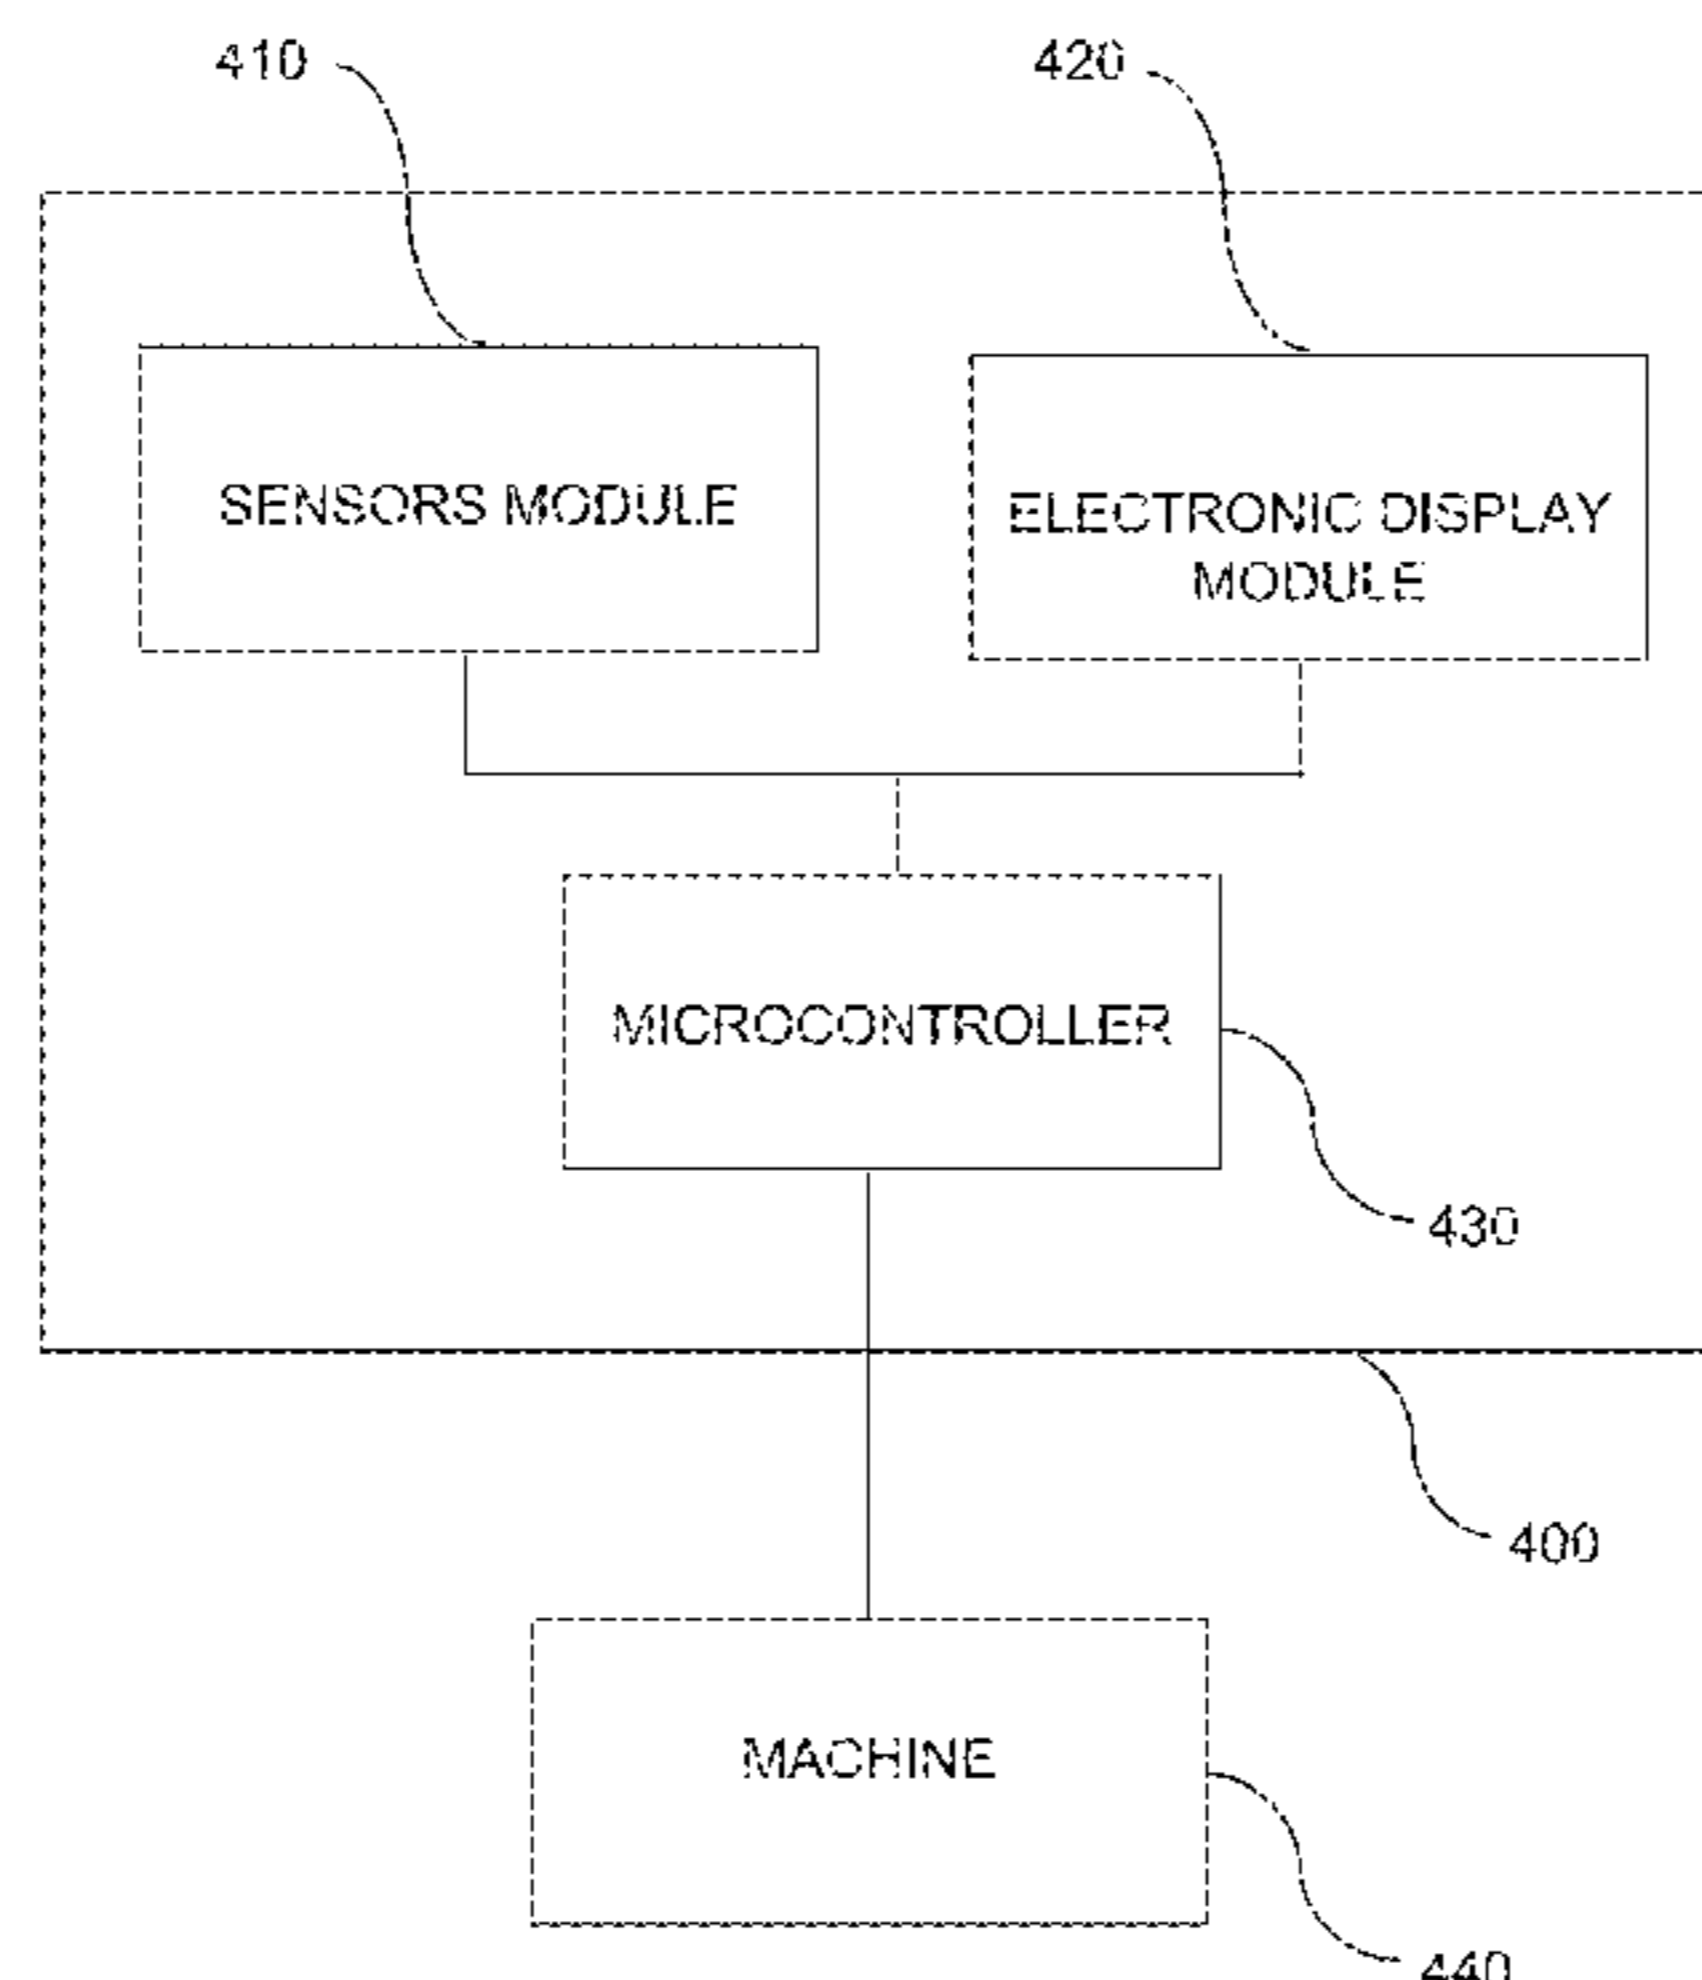 410
420
SENSORS MODULE
ELECTRONIC DISPLAY
MODULE
MICROCONTROLLER
430
400
MACHINE
440